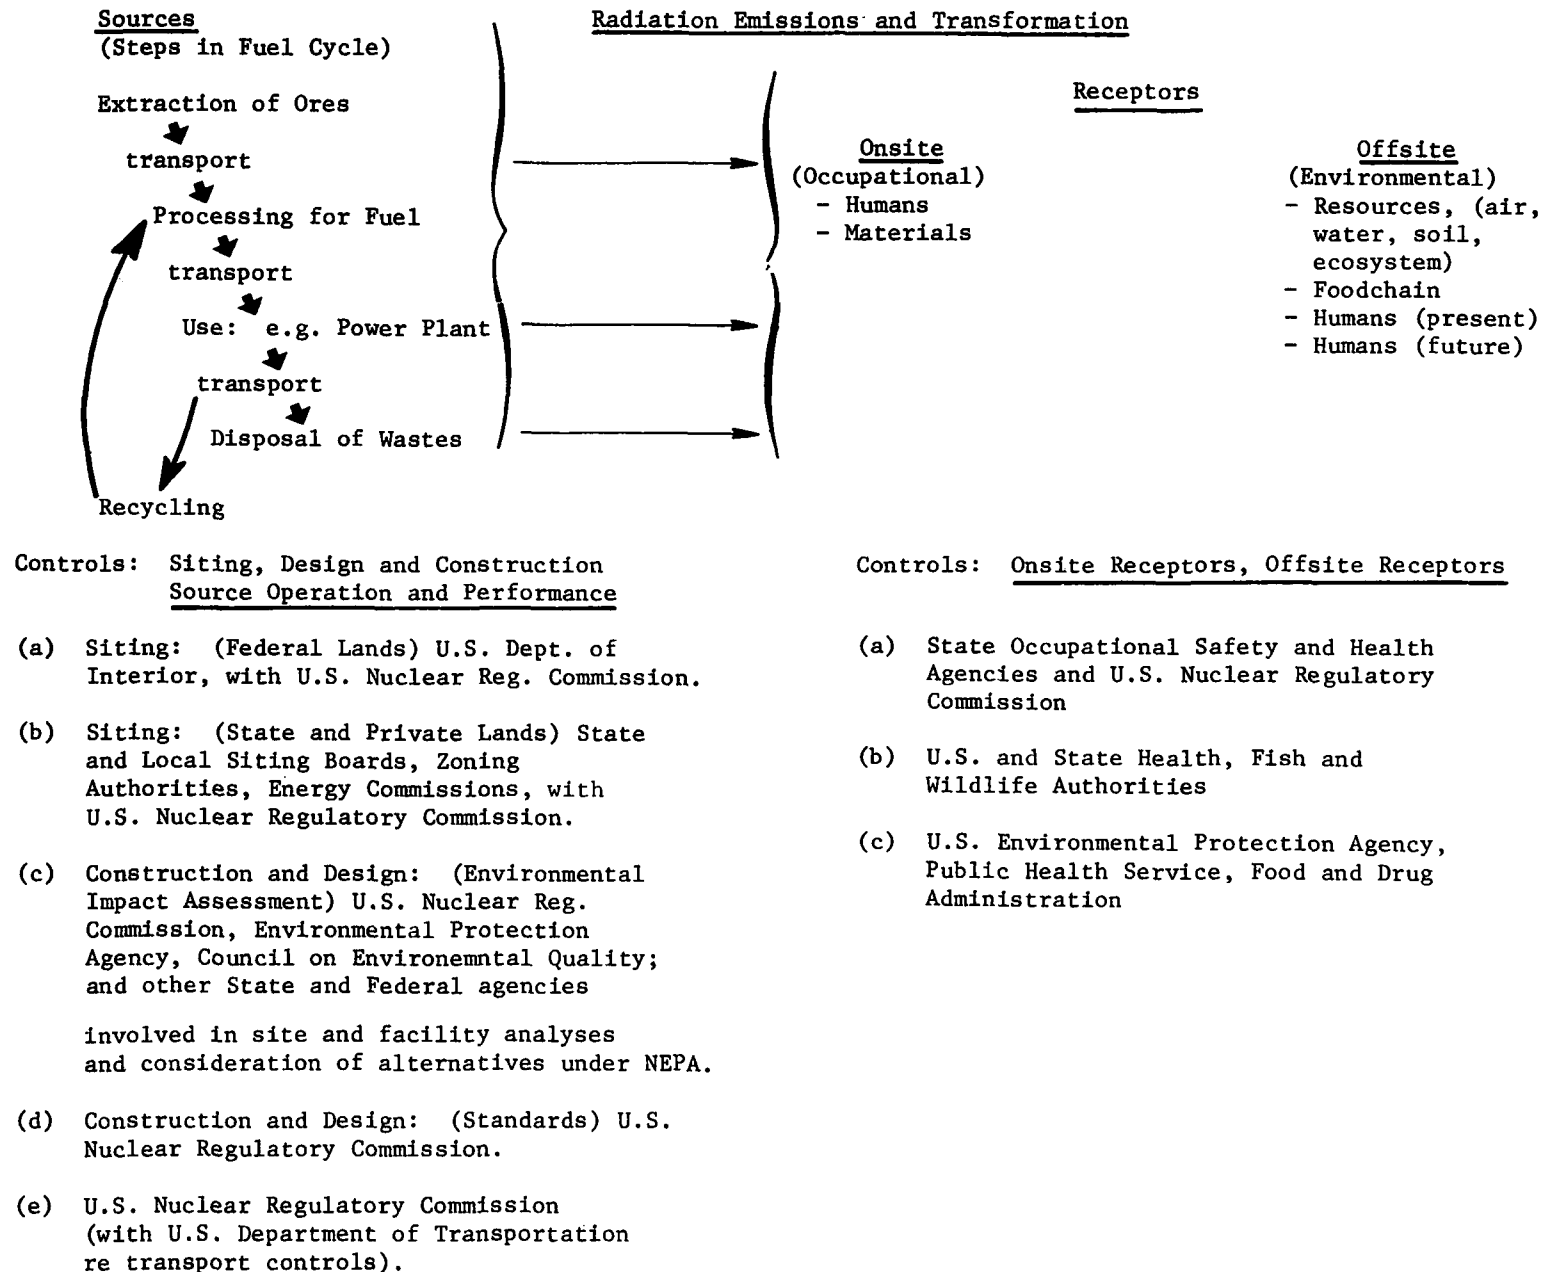 Sources
(Steps in Fuel Cycle)
Radiation Emissions and Transformation
Extraction of Ores
transport
Processing for Fuel
transport
Use: e.g. Power Plant
transport
Disposal of Wastes
Recycling
Receptors
Onsite
(Occupational)
- Humans
- Materials
Offsite
(Environmental)
- Resources, (air,
water, soil,
ecosystem)
- Foodchain
- Humans (present)
- Humans (future)
Controls: Siting, Design and Construction
Source Operation and Performance
(a) Siting: (Federal Lands) U.S. Dept. of
Interior, with U.S. Nuclear Reg. Commission.
(b) Siting: (State and Private Lands) State
and Local Siting Boards, Zoning
Authorities, Energy Commissions, with
U.S. Nuclear Regulatory Commission.
(c) Construction and Design: (Environmental
Impact Assessment) U.S. Nuclear Reg.
Commission, Environmental Protection
Agency, Council on Environemntal Quality;
and other State and Federal agencies
involved in site and facility analyses
and consideration of alternatives under NEPA.
(d) Construction and Design: (Standards) U.S.
Nuclear Regulatory Commission.
(e) U.S. Nuclear Regulatory Commission
(with U.S. Department of Transportation
re transport controls).
Controls: Onsite Receptors, Offsite Receptors
(a) State Occupational Safety and Health
Agencies and U.S. Nuclear Regulatory
Commission
(b) U.S. and State Health, Fish and
Wildlife Authorities
(c) U.S. Environmental Protection Agency,
Public Health Service, Food and Drug
Administration